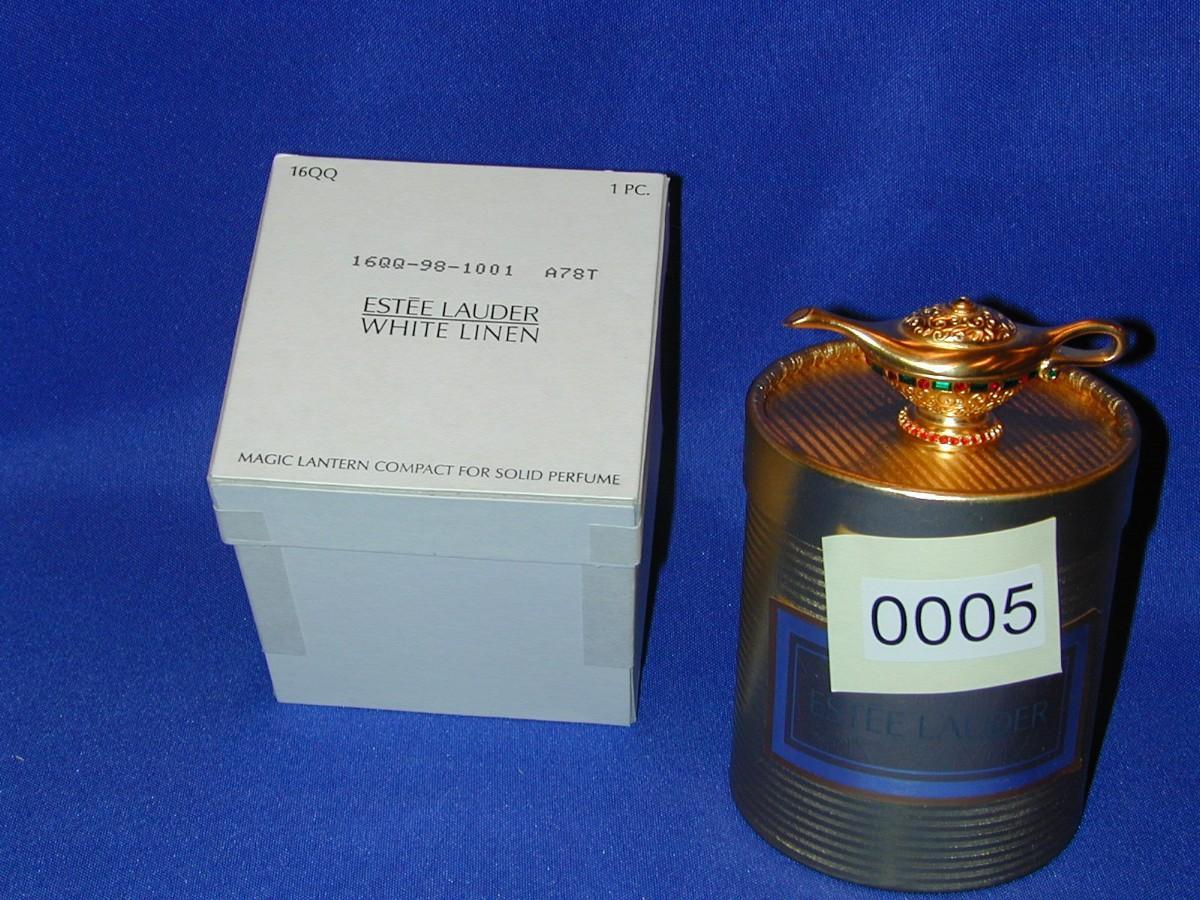 16QQ
1 PC.
16QQ-98-1001 A78T
ESTĒE LAUDER
WHITE LINEN
MAGIC LANTERN COMPACT FOR SOLID PERFUME
0005
ESTĒE LAUDER